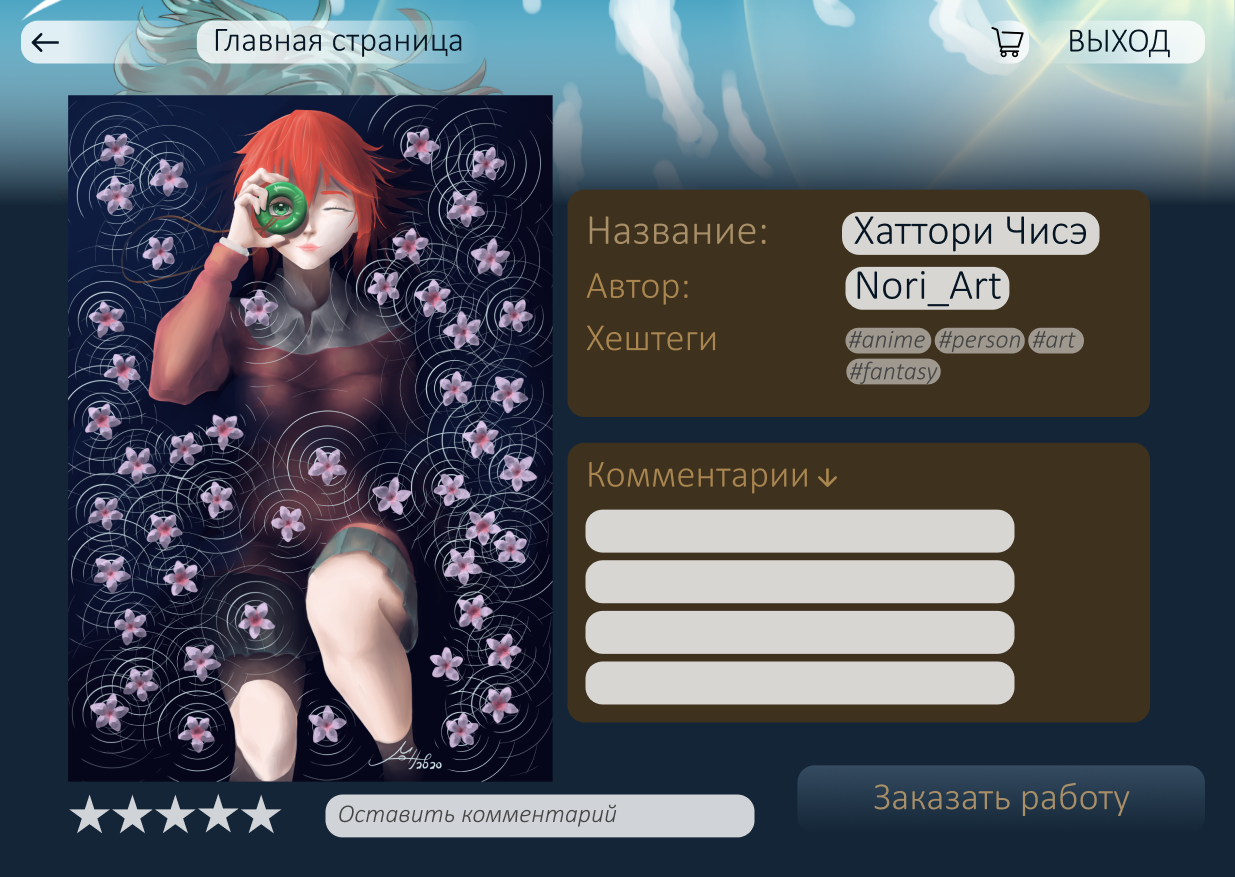 Главная страница
ВЫХОД
Название: Хаттори Чисэ
Автор: Nori_Art
Хештеги #anime #person #art
#fantasy
Комментарии
Оставить комментарий
Заказать работу